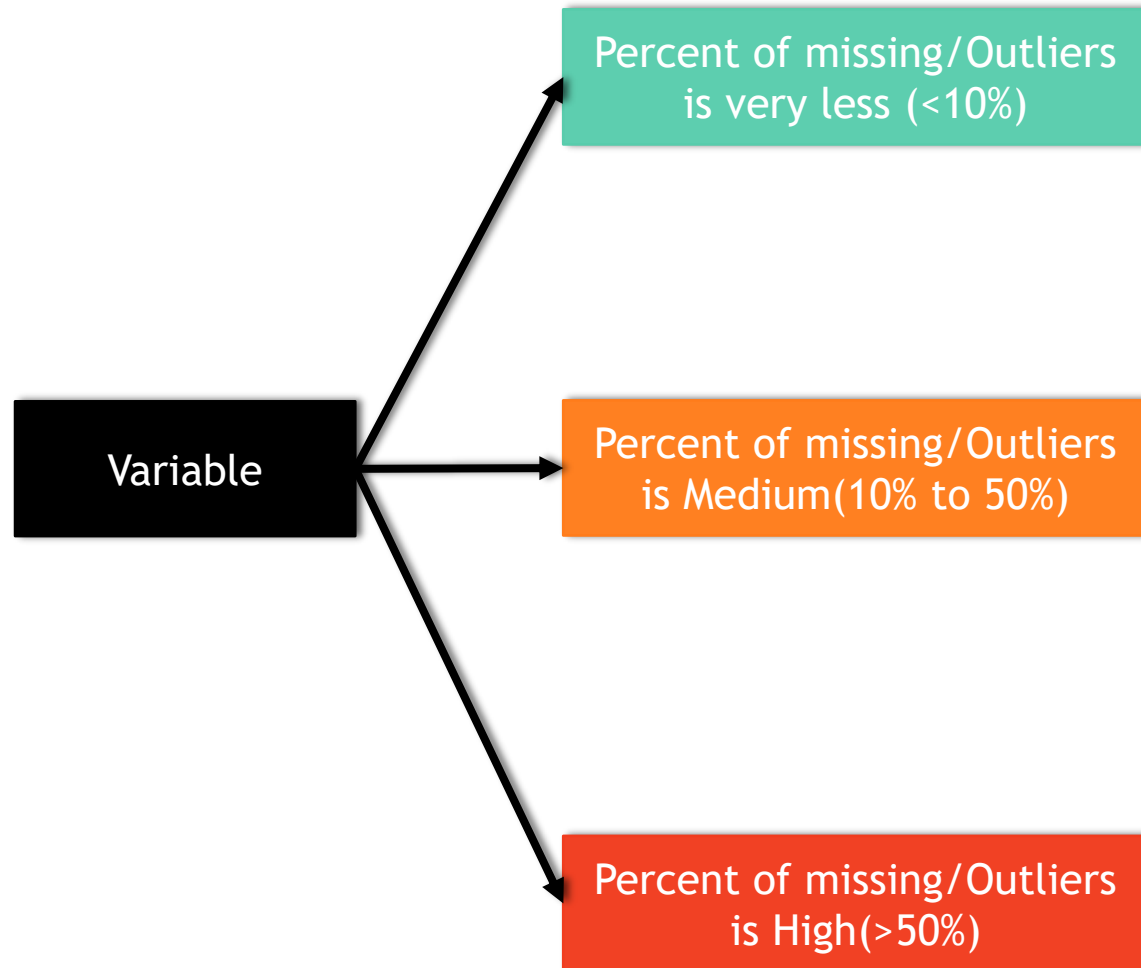 Percent of missing/Outliers
is very less (<10%)
Variable
Percent of missing/Outliers
is Medium(10% to 50%)
Percent of missing/Outliers
is High(>50%)